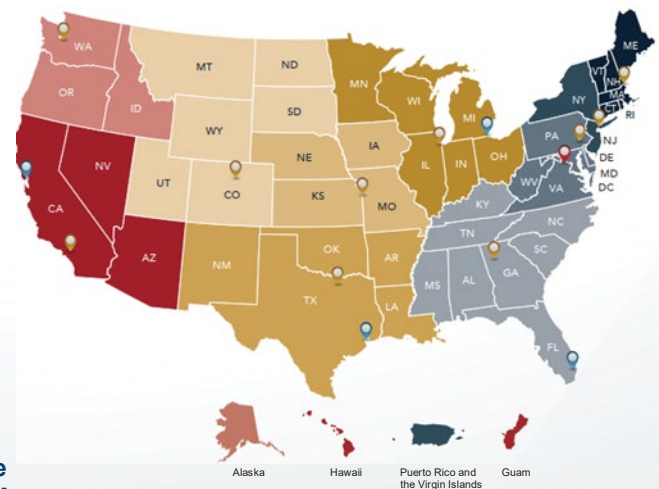 WA
MT
ND
MN
ME
VT
NH
MA
CT
RI
OR
ID
WY
SD
WI
MI
NY
NV
UT
CO
NE
IA
IL
IN
OH
PA
NJ
DE
MD
DC
WV
VA
CA
KS
MO
KY
AZ
NM
OK
AR
TN
NC
SC
TX
LA
MS
AL
GA
FL
Alaska
Hawaii
Puerto Rico and
the Virgin Islands
Guam